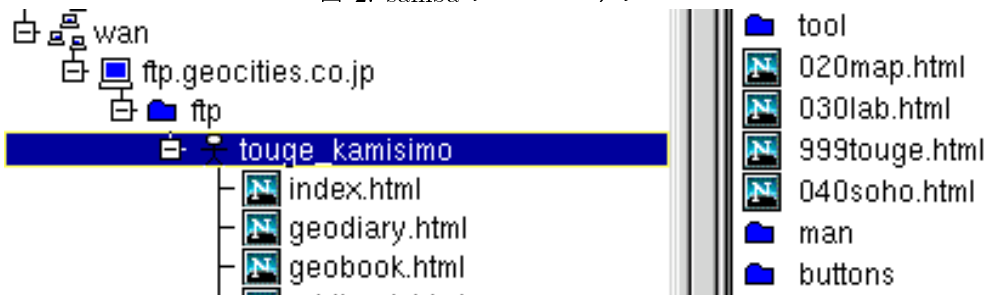 wan
ftp.geocities.co.jp
ftp
touge_kamisimo
index.html
geodiary.html
geobook.html
tool
020map.html
030lab.html
999touge.html
040soho.html
man
buttons